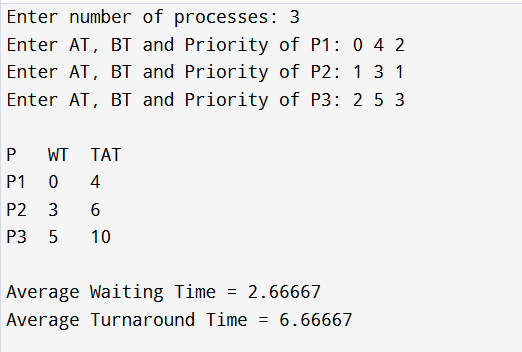 Enter number of processes: 3
Enter AT, BT and Priority of P1: 0 4 2
Enter AT, BT and Priority of P2: 1 3 1
Enter AT, BT and Priority of P3: 2 5 3
P WT TAT
P1 0 4
P2 3 6
P3 5 10
Average Waiting Time = 2.66667
Average Turnaround Time = 6.66667